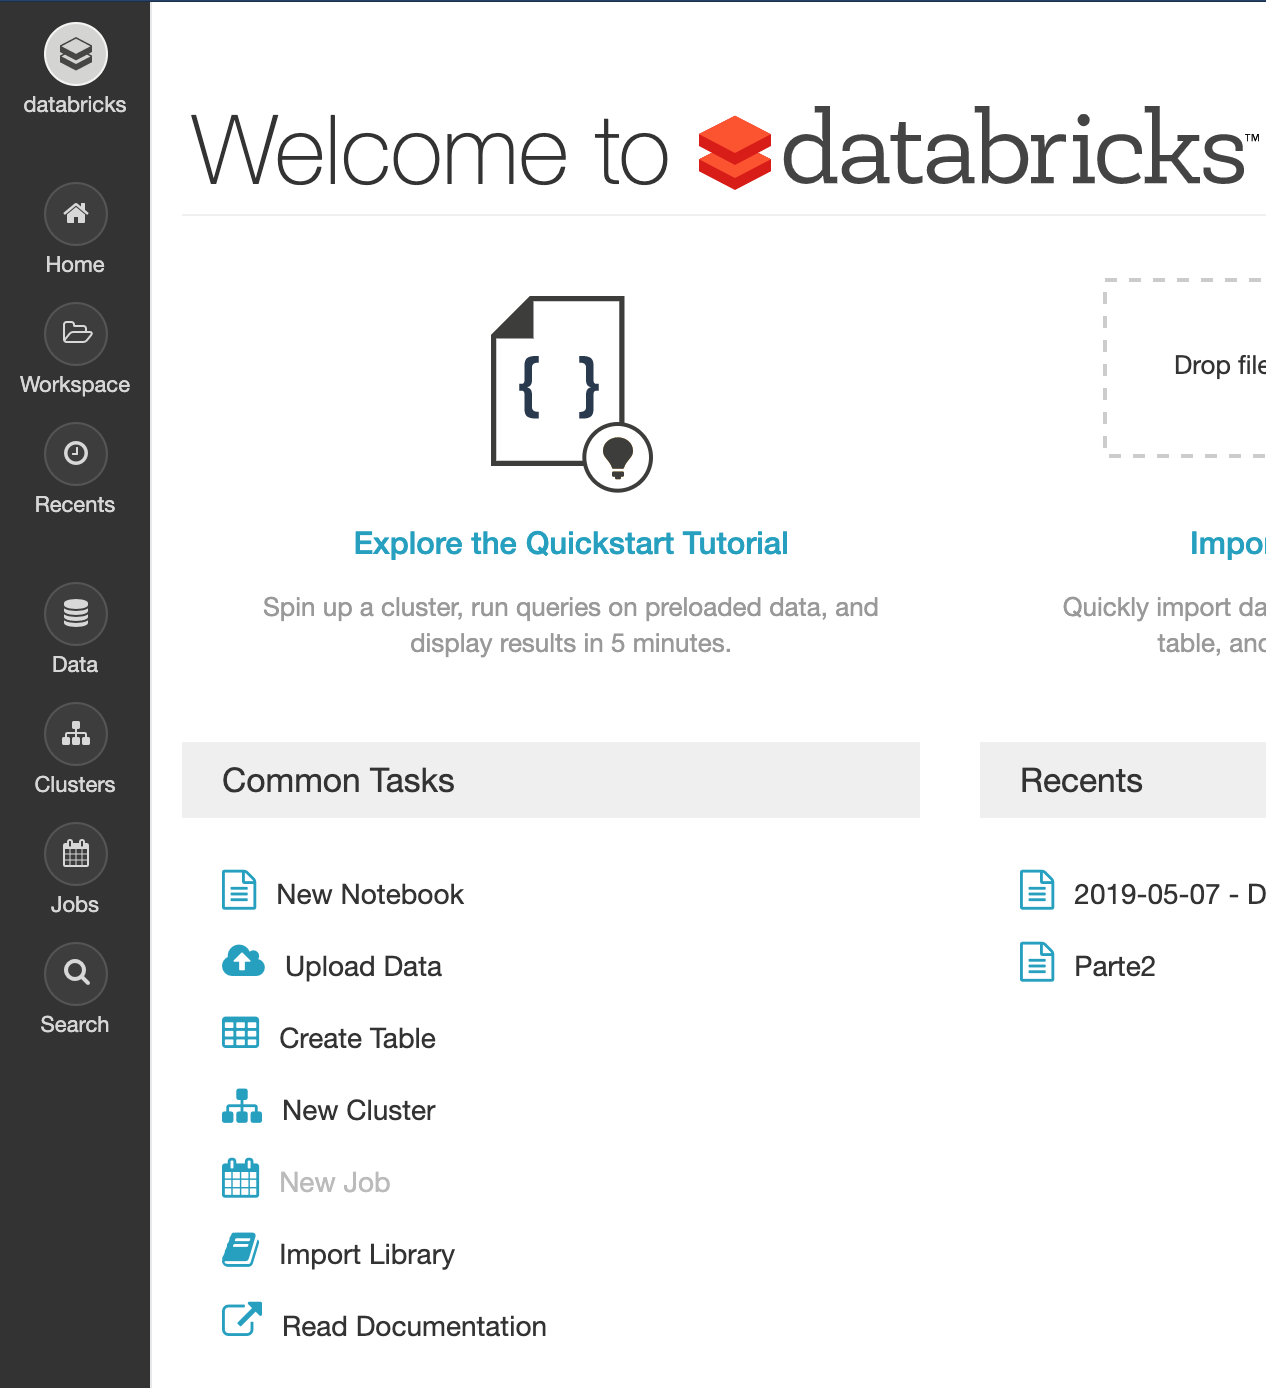 databricks
Home
Workspace
Recents
Data
Clusters
Jobs
Search
Welcome to databricks™
{ }
Explore the Quickstart Tutorial
Spin up a cluster, run queries on preloaded data, and
display results in 5 minutes.
Drop file
Impor
Quickly import da
table, and
Common Tasks
New Notebook
Upload Data
Create Table
New Cluster
New Job
Import Library
Read Documentation
Recents
2019-05-07 - D
Parte2